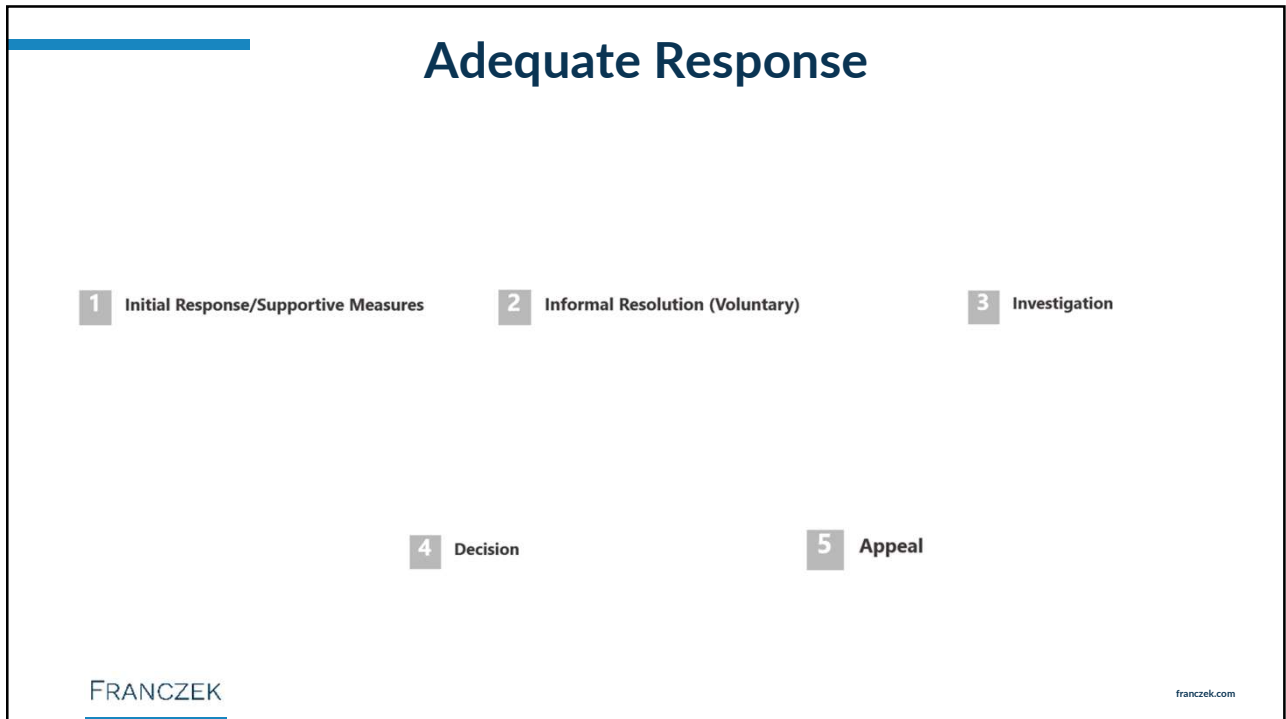 Adequate Response
1 Initial Response/Supportive Measures
2 Informal Resolution (Voluntary)
3 Investigation
4 Decision
5 Appeal
FRANCZEK
franczek.com